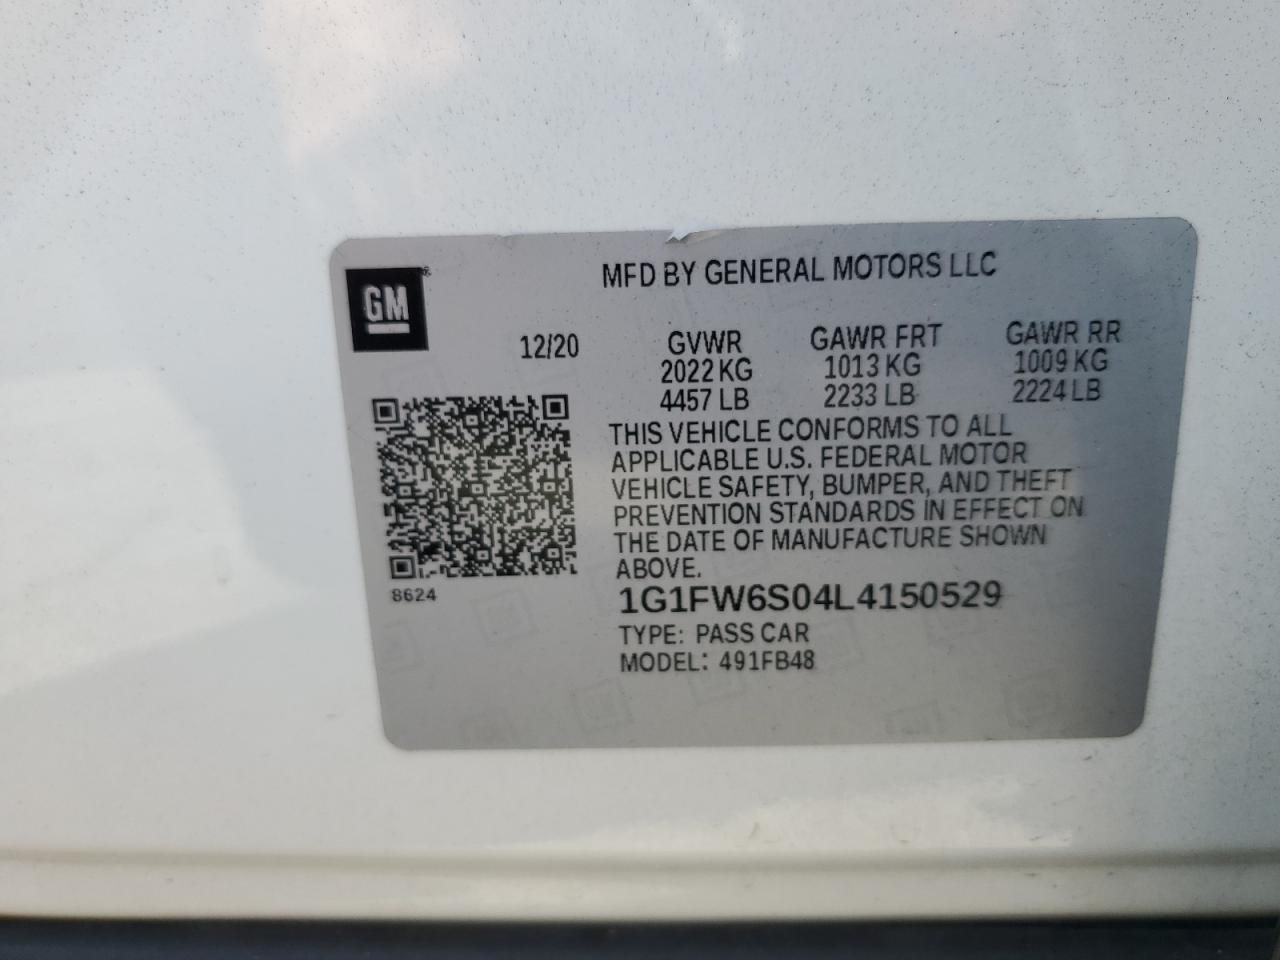 MFD BY GENERAL MOTORS LLC
GM®
12/20
GVWR GAWR FRT GAWR RR
2022 KG 1013 KG 1009 KG
4457 LB 2233 LB 2224 LB
THIS VEHICLE CONFORMS TO ALL
APPLICABLE U.S. FEDERAL MOTOR
VEHICLE SAFETY, BUMPER, AND THEFT
PREVENTION STANDARDS IN EFFECT ON
THE DATE OF MANUFACTURE SHOWN
ABOVE.
8624
1G1FW6S04L4150529
TYPE: PASS CAR
MODEL: 491FB48